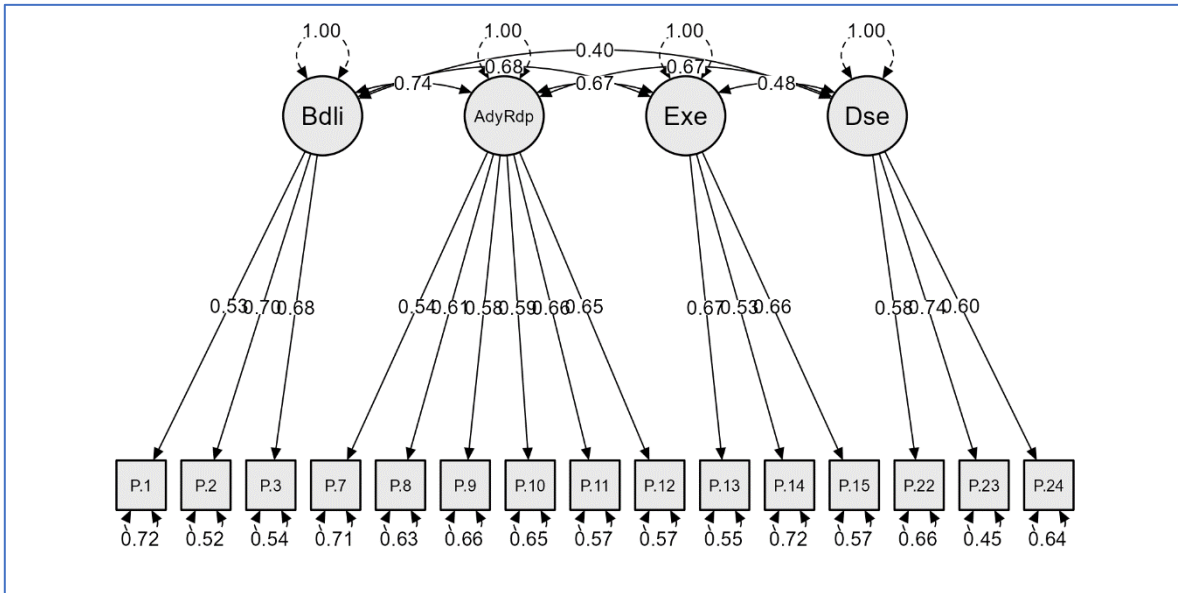 1.00 1.00 1.00 1.00
0.40
0.68 0.67
0.74 0.67 0.48
Bdli AdyRdp Exe Dse
0.53 0.70 0.68 0.54 0.61 0.58 0.59 0.66 0.65 0.67 0.53 0.66 0.58 0.74 0.60
P.1 P.2 P.3 P.7 P.8 P.9 P.10 P.11 P.12 P.13 P.14 P.15 P.22 P.23 P.24
0.72 0.52 0.54 0.71 0.63 0.66 0.65 0.57 0.57 0.55 0.72 0.57 0.66 0.45 0.64